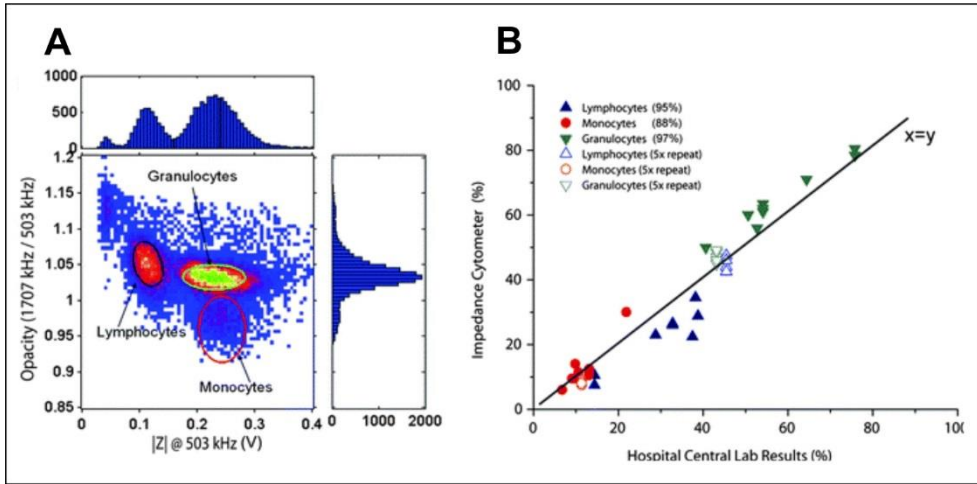 A
1000
500
0
1.2
1.15
1.1
1.05
1
0.95
0.9
0.85
Opacity (1707 kHz / 503 kHz)
Granulocytes
Lymphocytes
Monocytes
0 0.1 0.2 0.3 0.4
|Z| @ 503 kHz (V)
0 1000 2000
B
100
80
60
40
20
0
Impedance Cytometer (%)
Lymphocytes (95%)
Monocytes (88%)
Granulocytes (97%)
Lymphocytes (5x repeat)
Monocytes (5x repeat)
Granulocytes (5x repeat)
x=y
0 20 40 60 80 100
Hospital Central Lab Results (%)